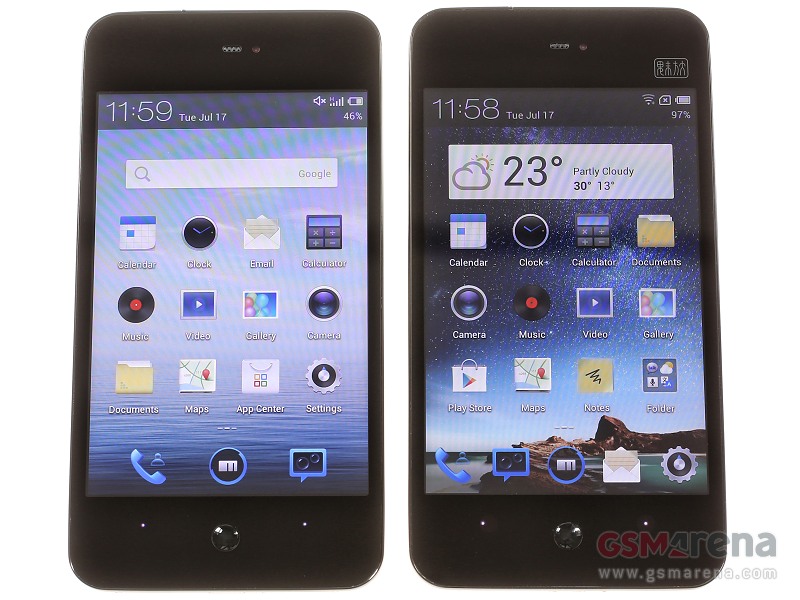 11:59 Tue Jul 17
46%
Google
Calendar Clock Email Calculator
Music Video Gallery Camera
Documents Maps App Center Settings
11:58 Tue Jul 17
97%
23° Partly Cloudy
30° 13°
Calendar Clock Calculator Documents
Camera Music Video Gallery
Play Store Maps Notes Folder
GSMArena
www.gsmarena.com